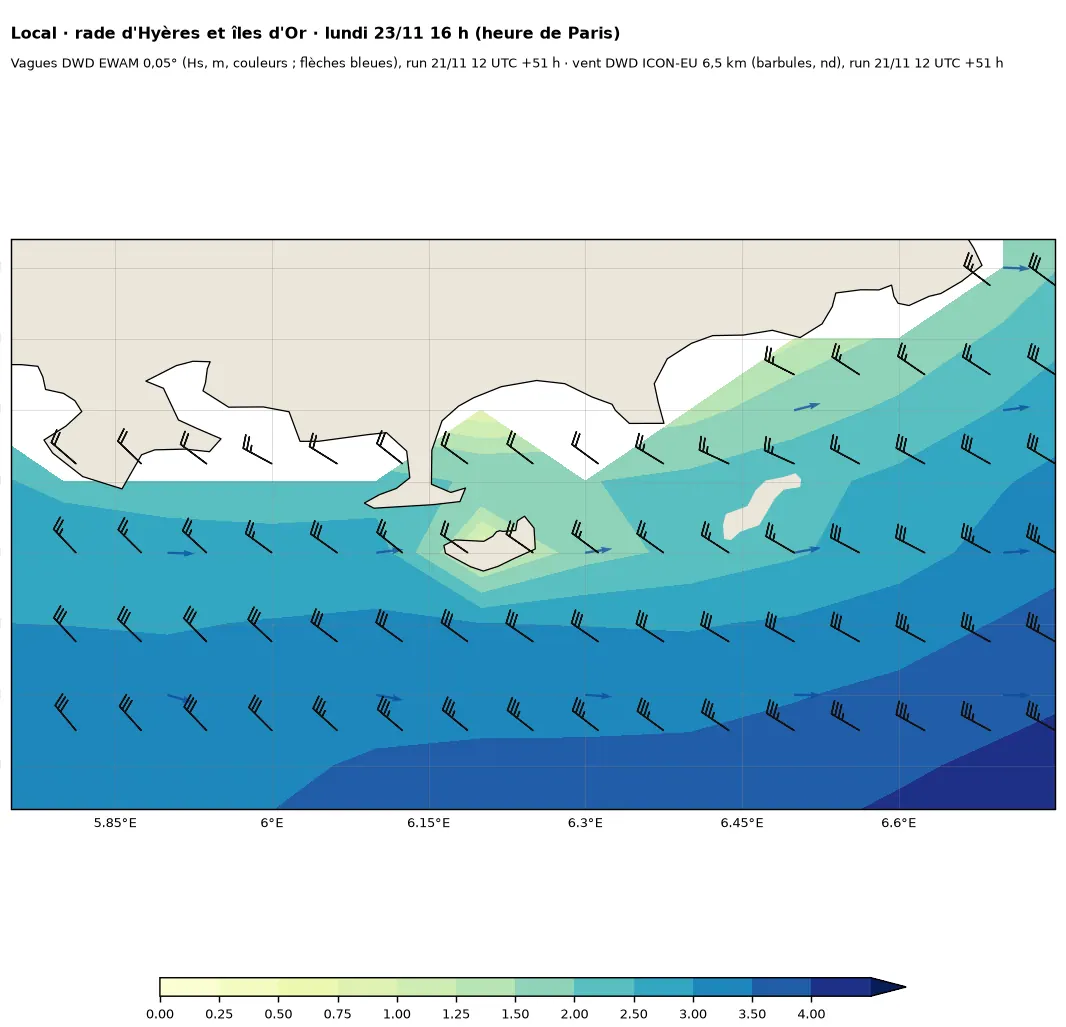 Local · rade d'Hyères et îles d'Or · lundi 23/11 16 h (heure de Paris)
Vagues DWD EWAM 0,05° (Hs, m, couleurs ; flèches bleues), run 21/11 12 UTC +51 h · vent DWD ICON-EU 6,5 km (barbules, nd), run 21/11 12 UTC +51 h
5.85°E 6°E 6.15°E 6.3°E 6.45°E 6.6°E
0.00 0.25 0.50 0.75 1.00 1.25 1.50 2.00 2.50 3.00 3.50 4.00